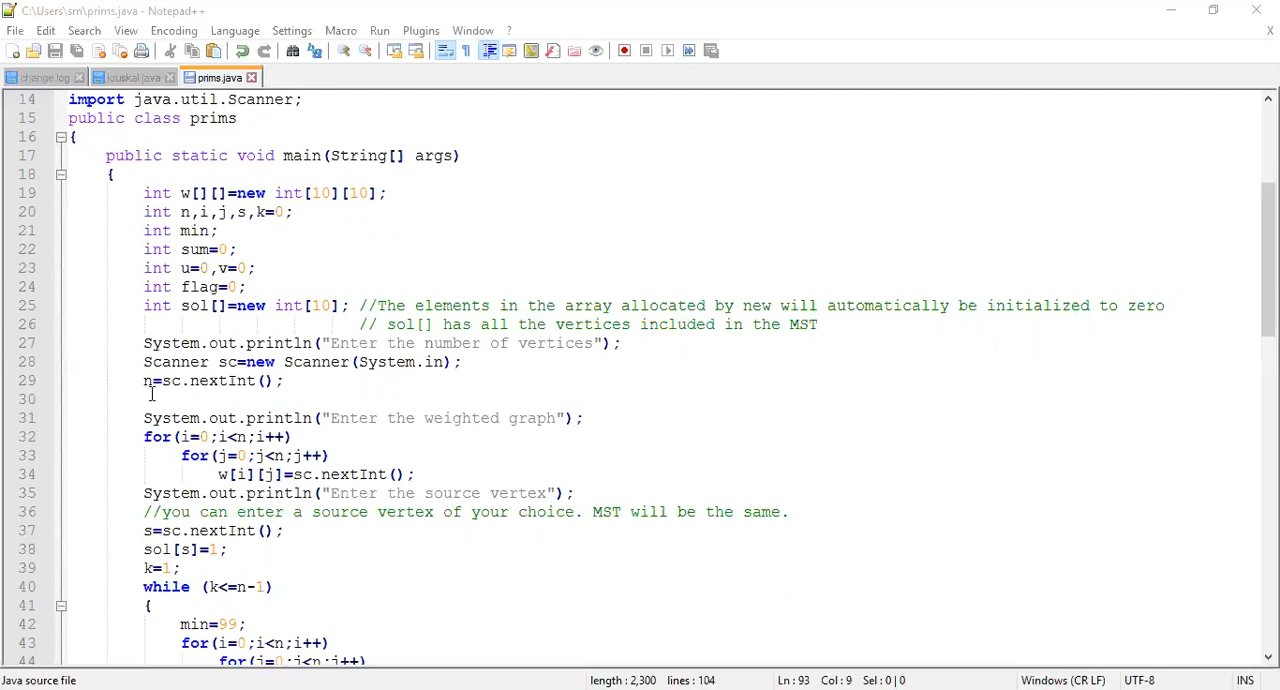 C:\Users\srn\prims.java - Notepad++
File Edit Search View Encoding Language Settings Macro Run Plugins Window ? X
change.log kruskal.java prims.java
14 import java.util.Scanner;
15 public class prims
16 {
17 public static void main(String[] args)
18 {
19 int w[][]=new int[10][10];
20 int n,i,j,s,k=0;
21 int min;
22 int sum=0;
23 int u=0,v=0;
24 int flag=0;
25 int sol[]=new int[10]; //The elements in the array allocated by new will automatically be initialized to zero
26 // sol[] has all the vertices included in the MST
27 System.out.println("Enter the number of vertices");
28 Scanner sc=new Scanner(System.in);
29 n=sc.nextInt();
30
31 System.out.println("Enter the weighted graph");
32 for(i=0;i<n;i++)
33 for(j=0;j<n;j++)
34 w[i][j]=sc.nextInt();
35 System.out.println("Enter the source vertex");
36 //you can enter a source vertex of your choice. MST will be the same.
37 s=sc.nextInt();
38 sol[s]=1;
39 k=1;
40 while (k<=n-1)
41 {
42 min=99;
43 for(i=0;i<n;i++)
44 for(j=0;j<n;j++)
Java source file length : 2,300 lines : 104 Ln : 93 Col : 9 Sel : 0 | 0 Windows (CR LF) UTF-8 INS